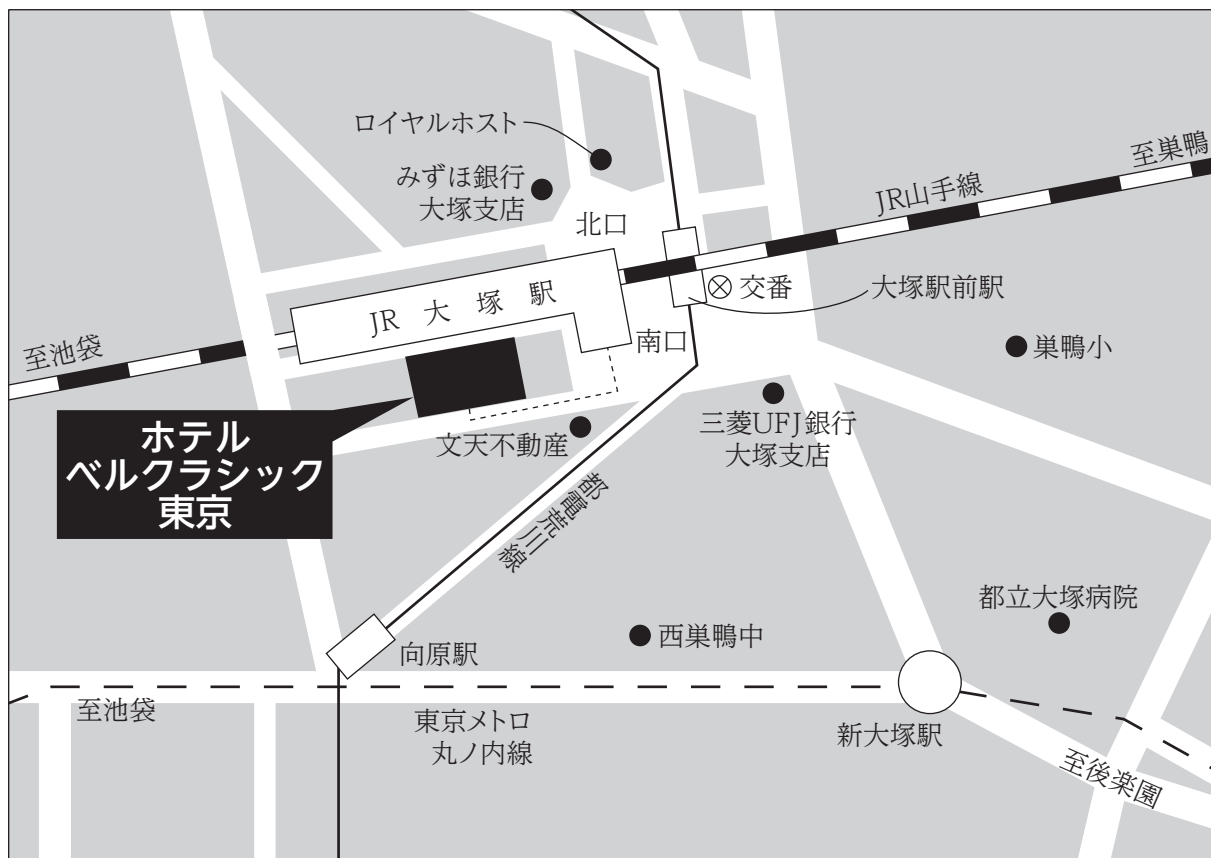 ロイヤルホスト
みずほ銀行
大塚支店
北口
至巣鴨
JR山手線
交番
大塚駅前駅
JR 大 塚 駅
南口
至池袋
巣鴨小
ホテル
ベルクラシック
東京
文天不動産
三菱UFJ銀行
大塚支店
都電荒川線
都立大塚病院
西巣鴨中
向原駅
至池袋
東京メトロ
丸ノ内線
新大塚駅
至後楽園